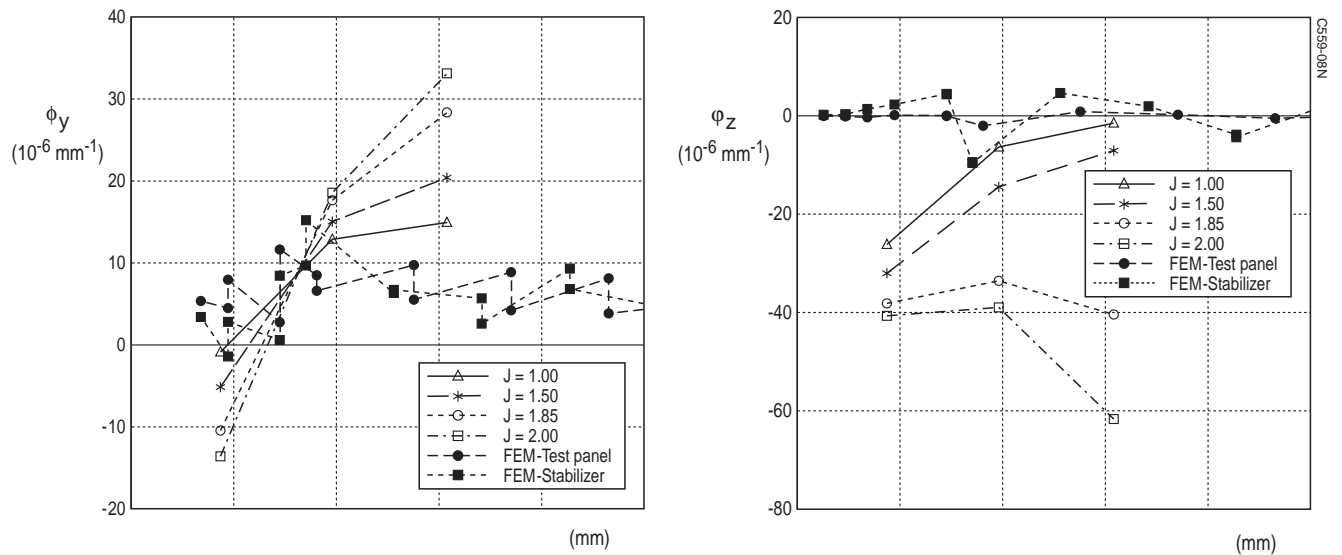 40
30
20
10
0
-10
-20
ϕy
(10-6 mm-1)
J = 1.00
J = 1.50
J = 1.85
J = 2.00
FEM-Test panel
FEM-Stabilizer
(mm)
20
0
-20
-40
-60
-80
φz
(10-6 mm-1)
J = 1.00
J = 1.50
J = 1.85
J = 2.00
FEM-Test panel
FEM-Stabilizer
(mm)
C559-08N